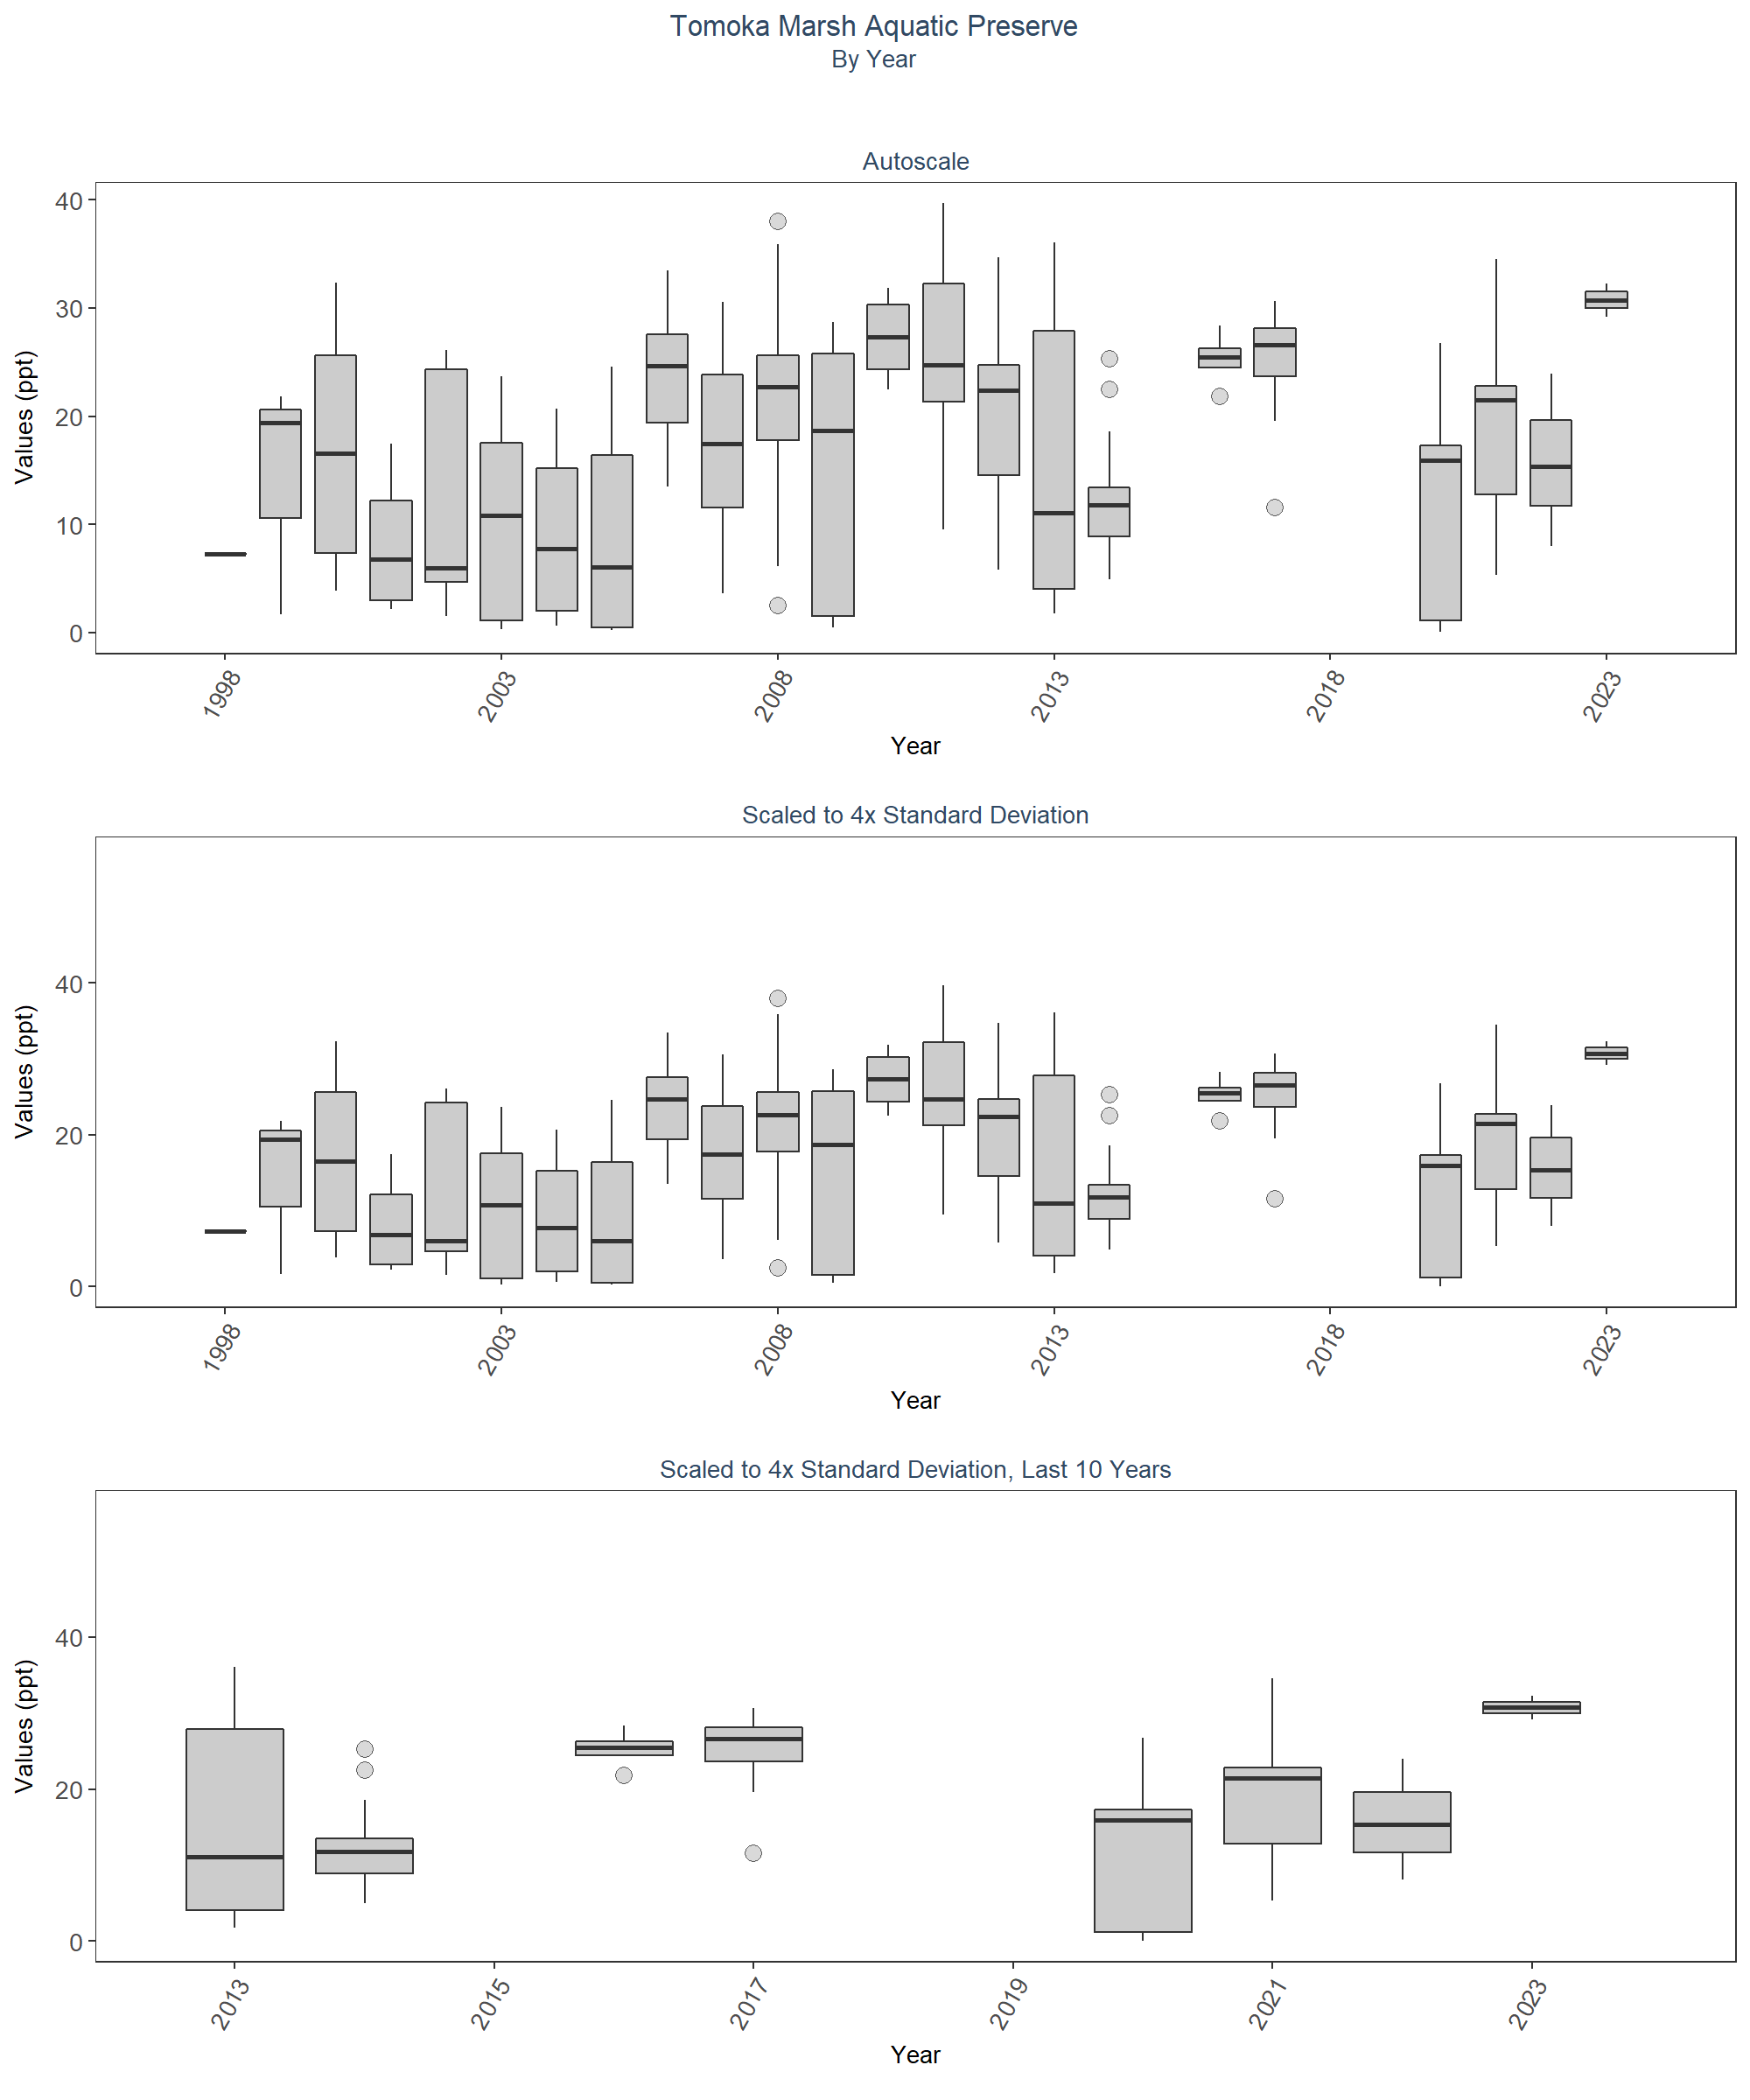 Tomoka Marsh Aquatic Preserve
By Year
Autoscale
Values (ppt)
40
30
20
10
0
1998 2003 2008 2013 2018 2023
Year
Scaled to 4x Standard Deviation
Values (ppt)
40
20
0
1998 2003 2008 2013 2018 2023
Year
Scaled to 4x Standard Deviation, Last 10 Years
Values (ppt)
40
20
0
2013 2015 2017 2019 2021 2023
Year